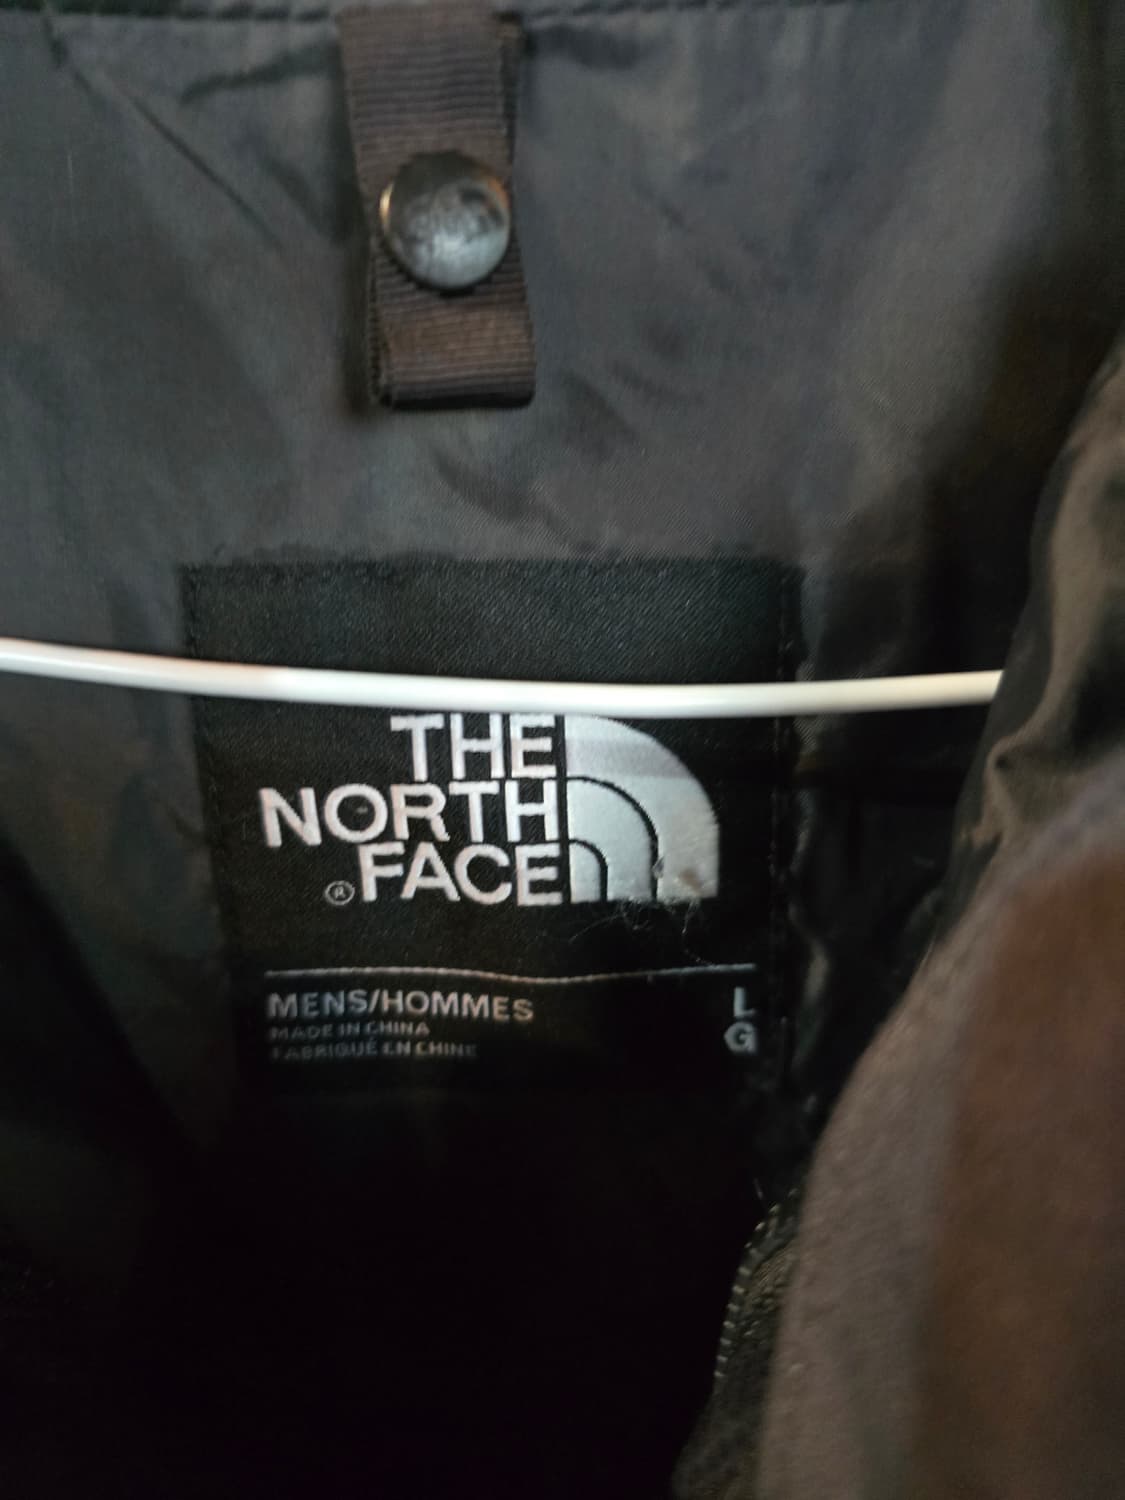 THE
NORTH
®FACE
MENS/HOMMES
MADE IN CHINA
FABRIQUÉ EN CHINE
L
G